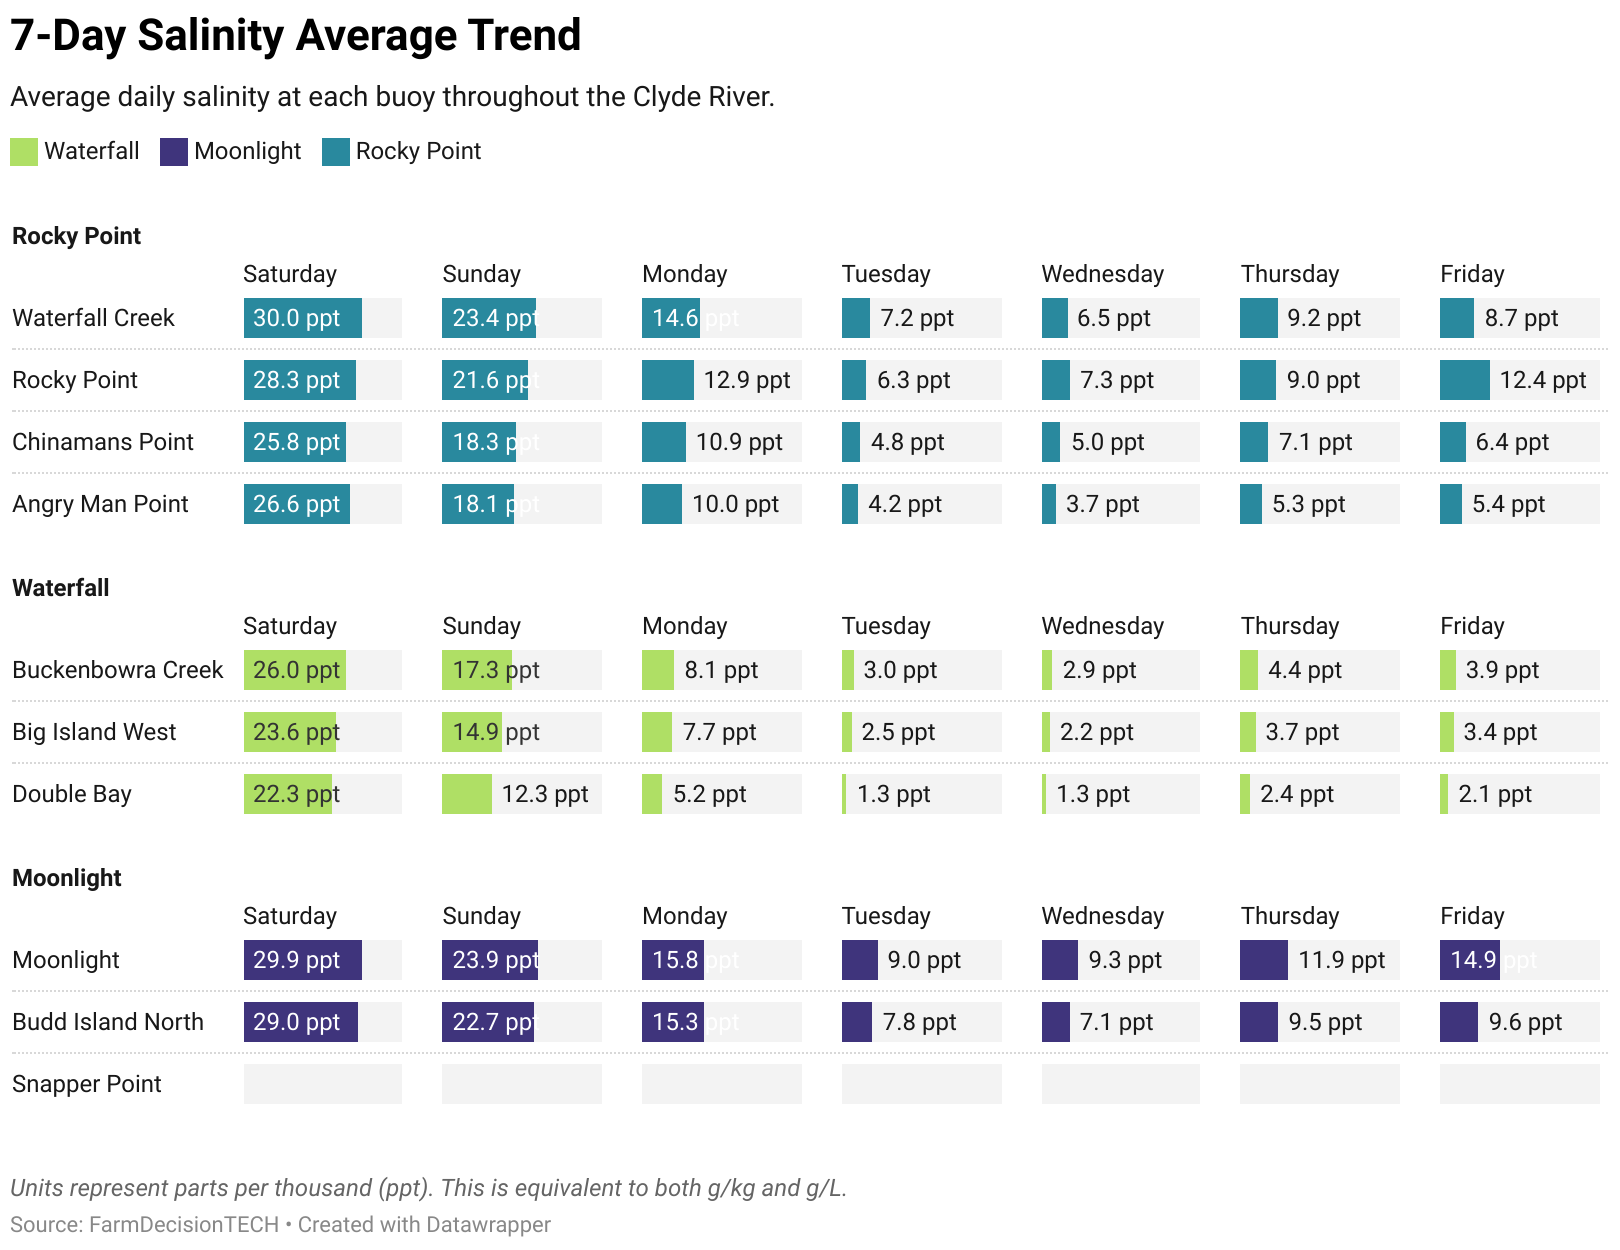 7-Day Salinity Average Trend
Average daily salinity at each buoy throughout the Clyde River.
Waterfall Moonlight Rocky Point
Rocky Point
Saturday Sunday Monday Tuesday Wednesday Thursday Friday
Waterfall Creek 30.0 ppt 23.4 ppt 14.6 ppt 7.2 ppt 6.5 ppt 9.2 ppt 8.7 ppt
Rocky Point 28.3 ppt 21.6 ppt 12.9 ppt 6.3 ppt 7.3 ppt 9.0 ppt 12.4 ppt
Chinamans Point 25.8 ppt 18.3 ppt 10.9 ppt 4.8 ppt 5.0 ppt 7.1 ppt 6.4 ppt
Angry Man Point 26.6 ppt 18.1 ppt 10.0 ppt 4.2 ppt 3.7 ppt 5.3 ppt 5.4 ppt
Waterfall
Saturday Sunday Monday Tuesday Wednesday Thursday Friday
Buckenbowra Creek 26.0 ppt 17.3 ppt 8.1 ppt 3.0 ppt 2.9 ppt 4.4 ppt 3.9 ppt
Big Island West 23.6 ppt 14.9 ppt 7.7 ppt 2.5 ppt 2.2 ppt 3.7 ppt 3.4 ppt
Double Bay 22.3 ppt 12.3 ppt 5.2 ppt 1.3 ppt 1.3 ppt 2.4 ppt 2.1 ppt
Moonlight
Saturday Sunday Monday Tuesday Wednesday Thursday Friday
Moonlight 29.9 ppt 23.9 ppt 15.8 ppt 9.0 ppt 9.3 ppt 11.9 ppt 14.9 ppt
Budd Island North 29.0 ppt 22.7 ppt 15.3 ppt 7.8 ppt 7.1 ppt 9.5 ppt 9.6 ppt
Snapper Point
Units represent parts per thousand (ppt). This is equivalent to both g/kg and g/L.
Source: FarmDecisionTECH • Created with Datawrapper